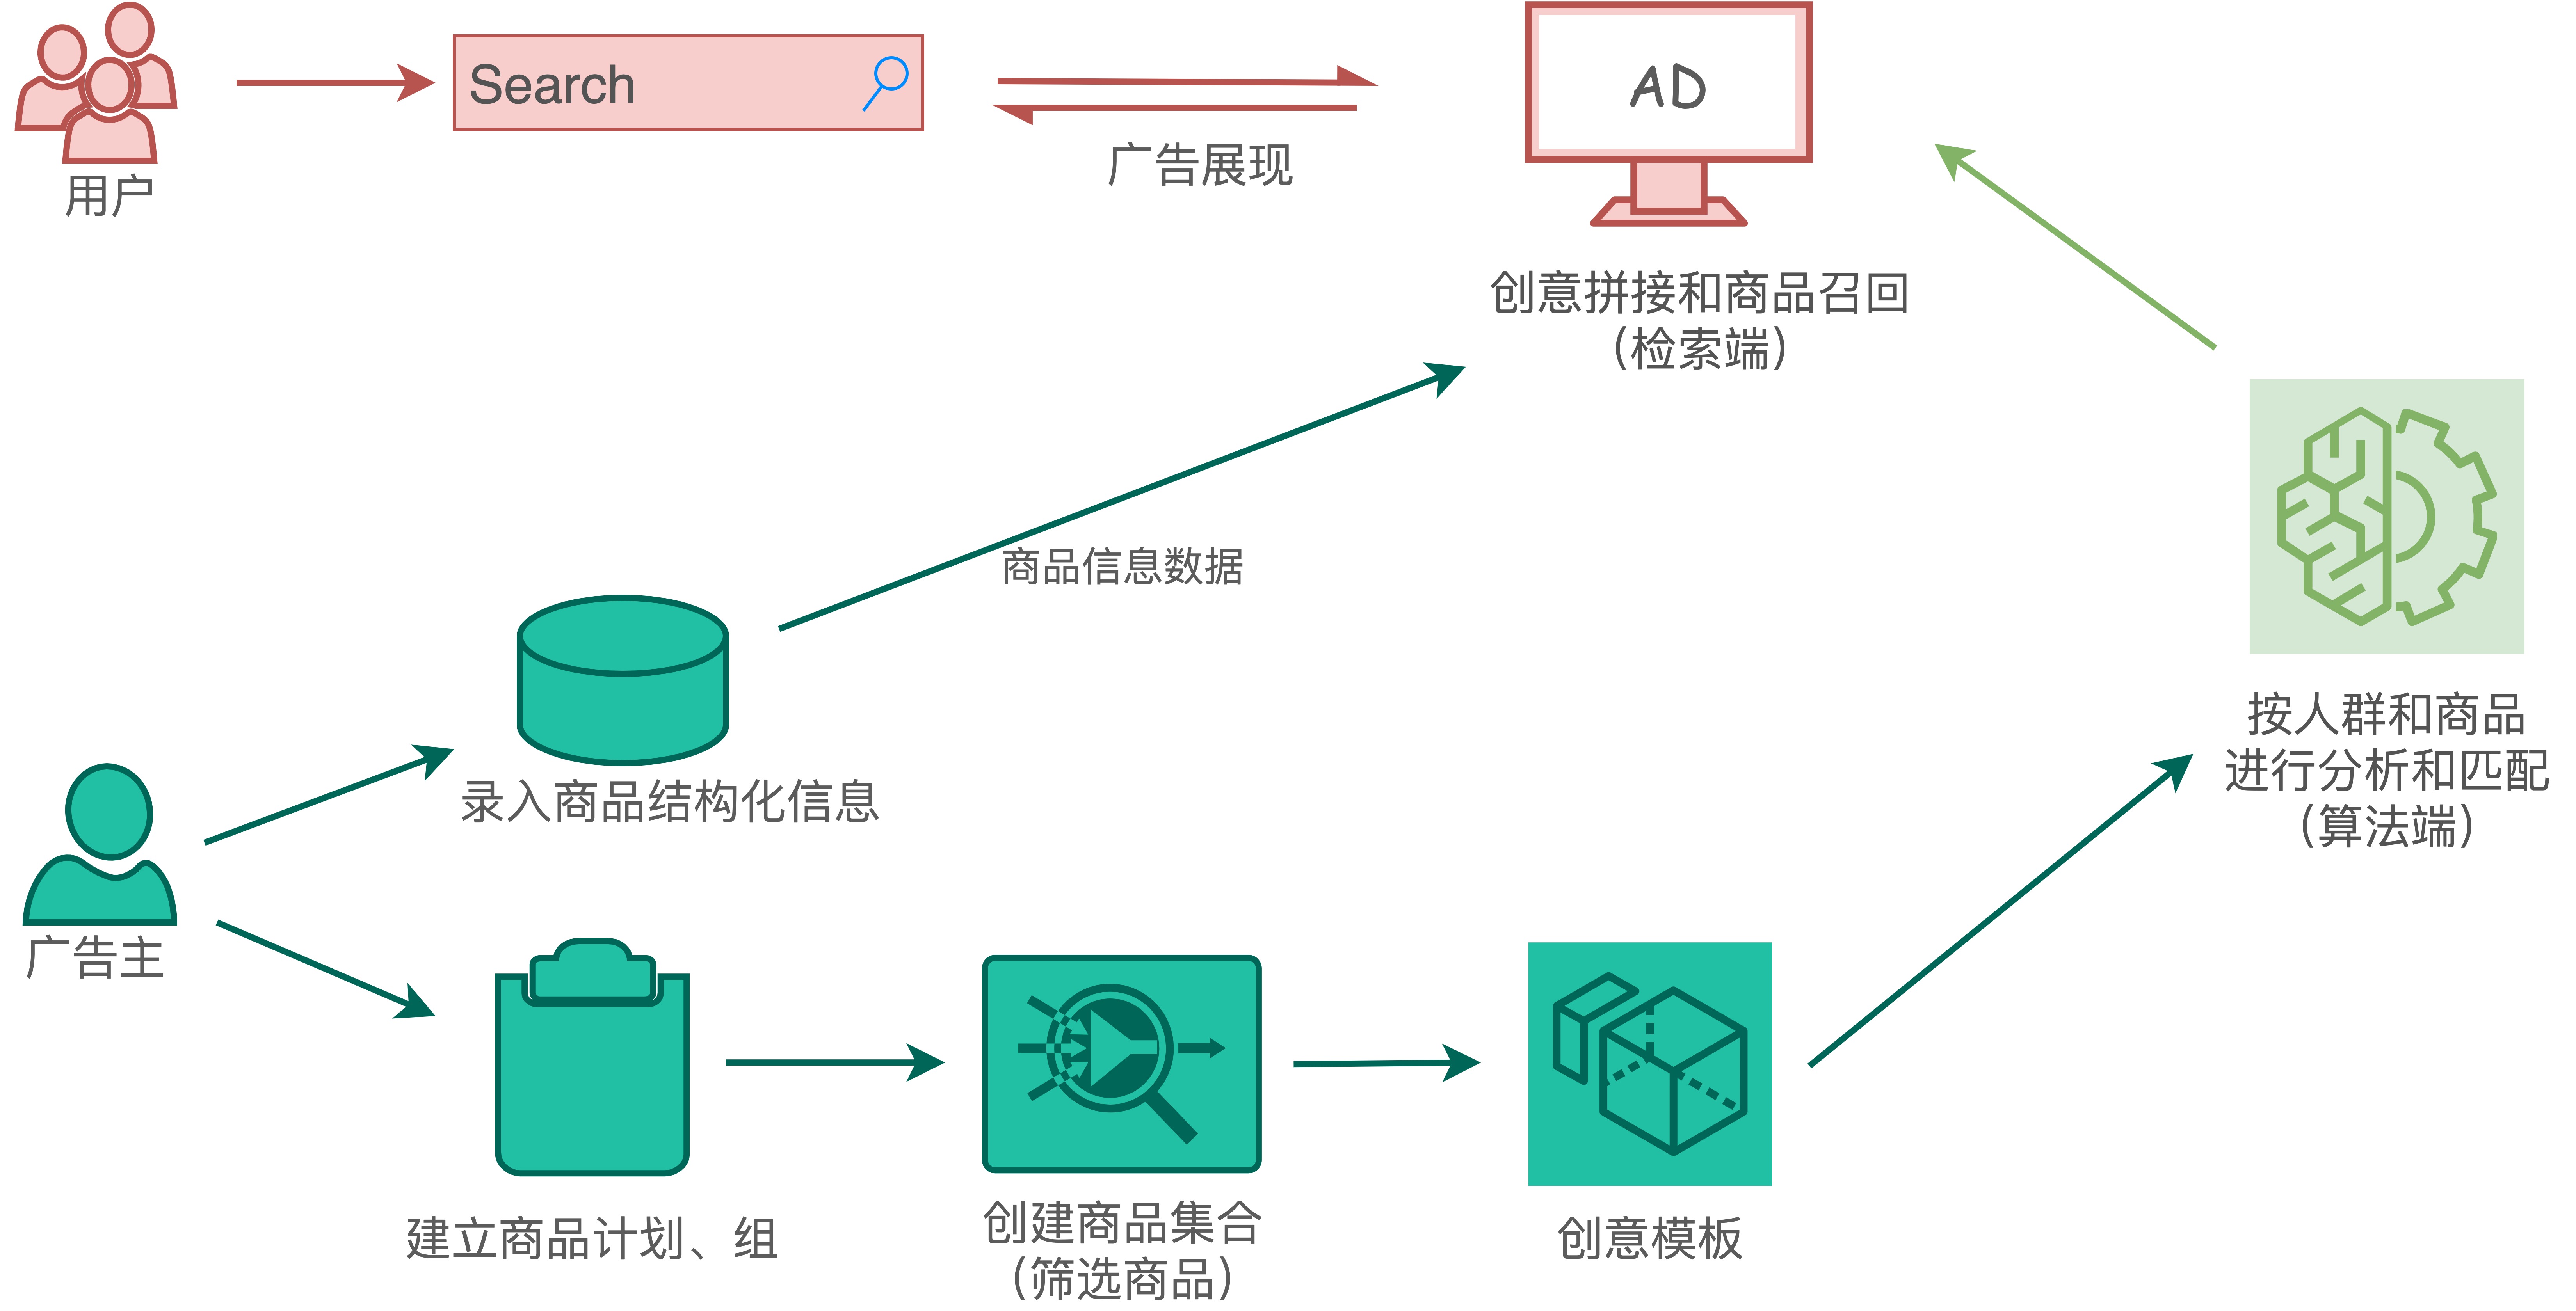 Search
AD
用户
广告展现
创意拼接和商品召回
（检索端）
商品信息数据
录入商品结构化信息
按人群和商品
进行分析和匹配
（算法端）
广告主
建立商品计划、组
创建商品集合
（筛选商品）
创意模板